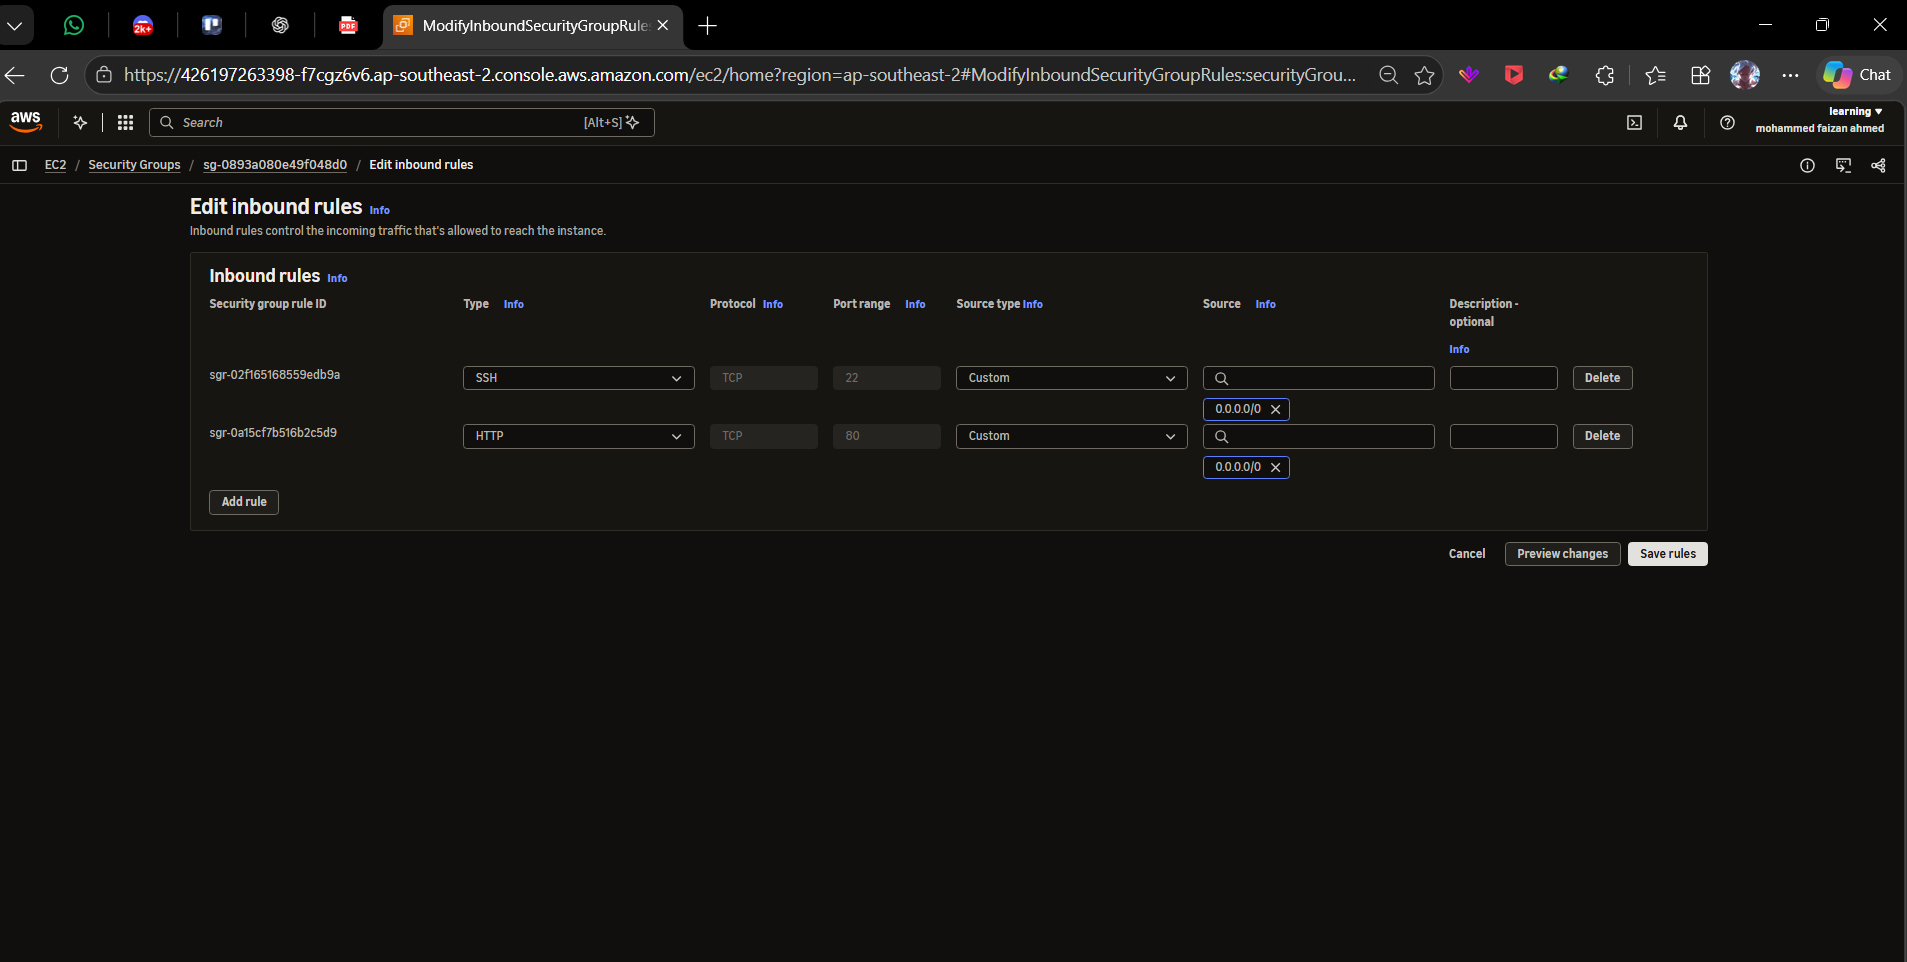 2k+
PDF
ModifyInboundSecurityGroupRule
https://426197263398-f7cgz6v6.ap-southeast-2.console.aws.amazon.com/ec2/home?region=ap-southeast-2#ModifyInboundSecurityGroupRules:securityGrou...
Chat
aws
Search
[Alt+S]
learning
mohammed faizan ahmed
EC2 / Security Groups / sg-0893a080e49f048d0 / Edit inbound rules
Edit inbound rules Info
Inbound rules control the incoming traffic that's allowed to reach the instance.
Inbound rules Info
Security group rule ID Type Info Protocol Info Port range Info Source type Info Source Info Description -
optional
Info
sgr-02f165168559edb9a SSH TCP 22 Custom Delete
0.0.0.0/0
sgr-0a15cf7b516b2c5d9 HTTP TCP 80 Custom Delete
0.0.0.0/0
Add rule
Cancel Preview changes Save rules